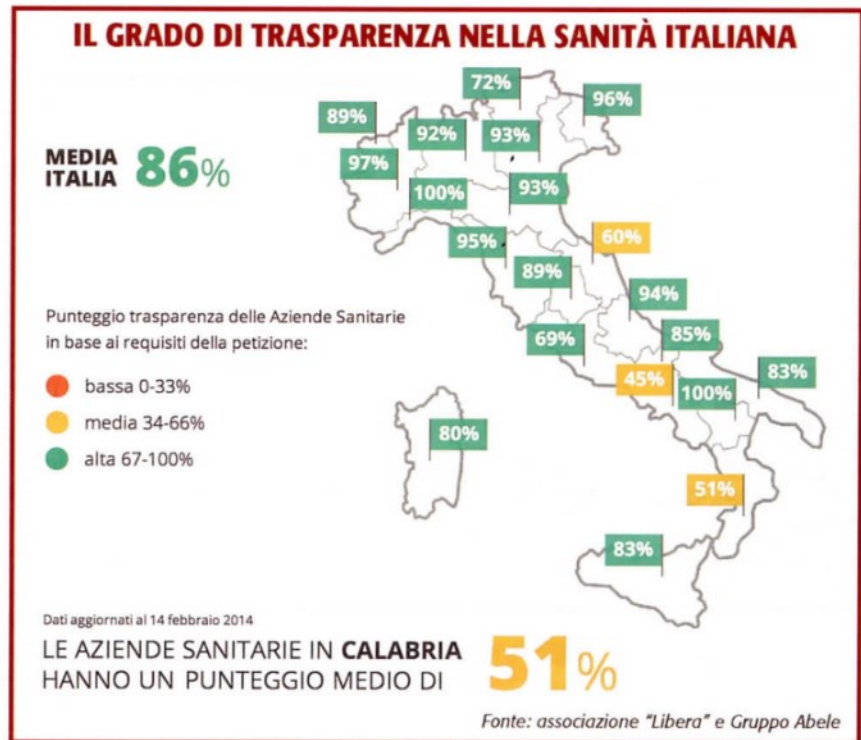 IL GRADO DI TRASPARENZA NELLA SANITÀ ITALIANA
72%
96%
89%
92%
93%
MEDIA
ITALIA 86%
97%
100%
93%
95%
60%
89%
94%
Punteggio trasparenza delle Aziende Sanitarie
in base ai requisiti della petizione:
69%
85%
bassa 0-33%
45%
100%
83%
media 34-66%
alta 67-100%
80%
51%
83%
Dati aggiornati al 14 febbraio 2014
LE AZIENDE SANITARIE IN CALABRIA
HANNO UN PUNTEGGIO MEDIO DI
51%
Fonte: associazione "Libera" e Gruppo Abele